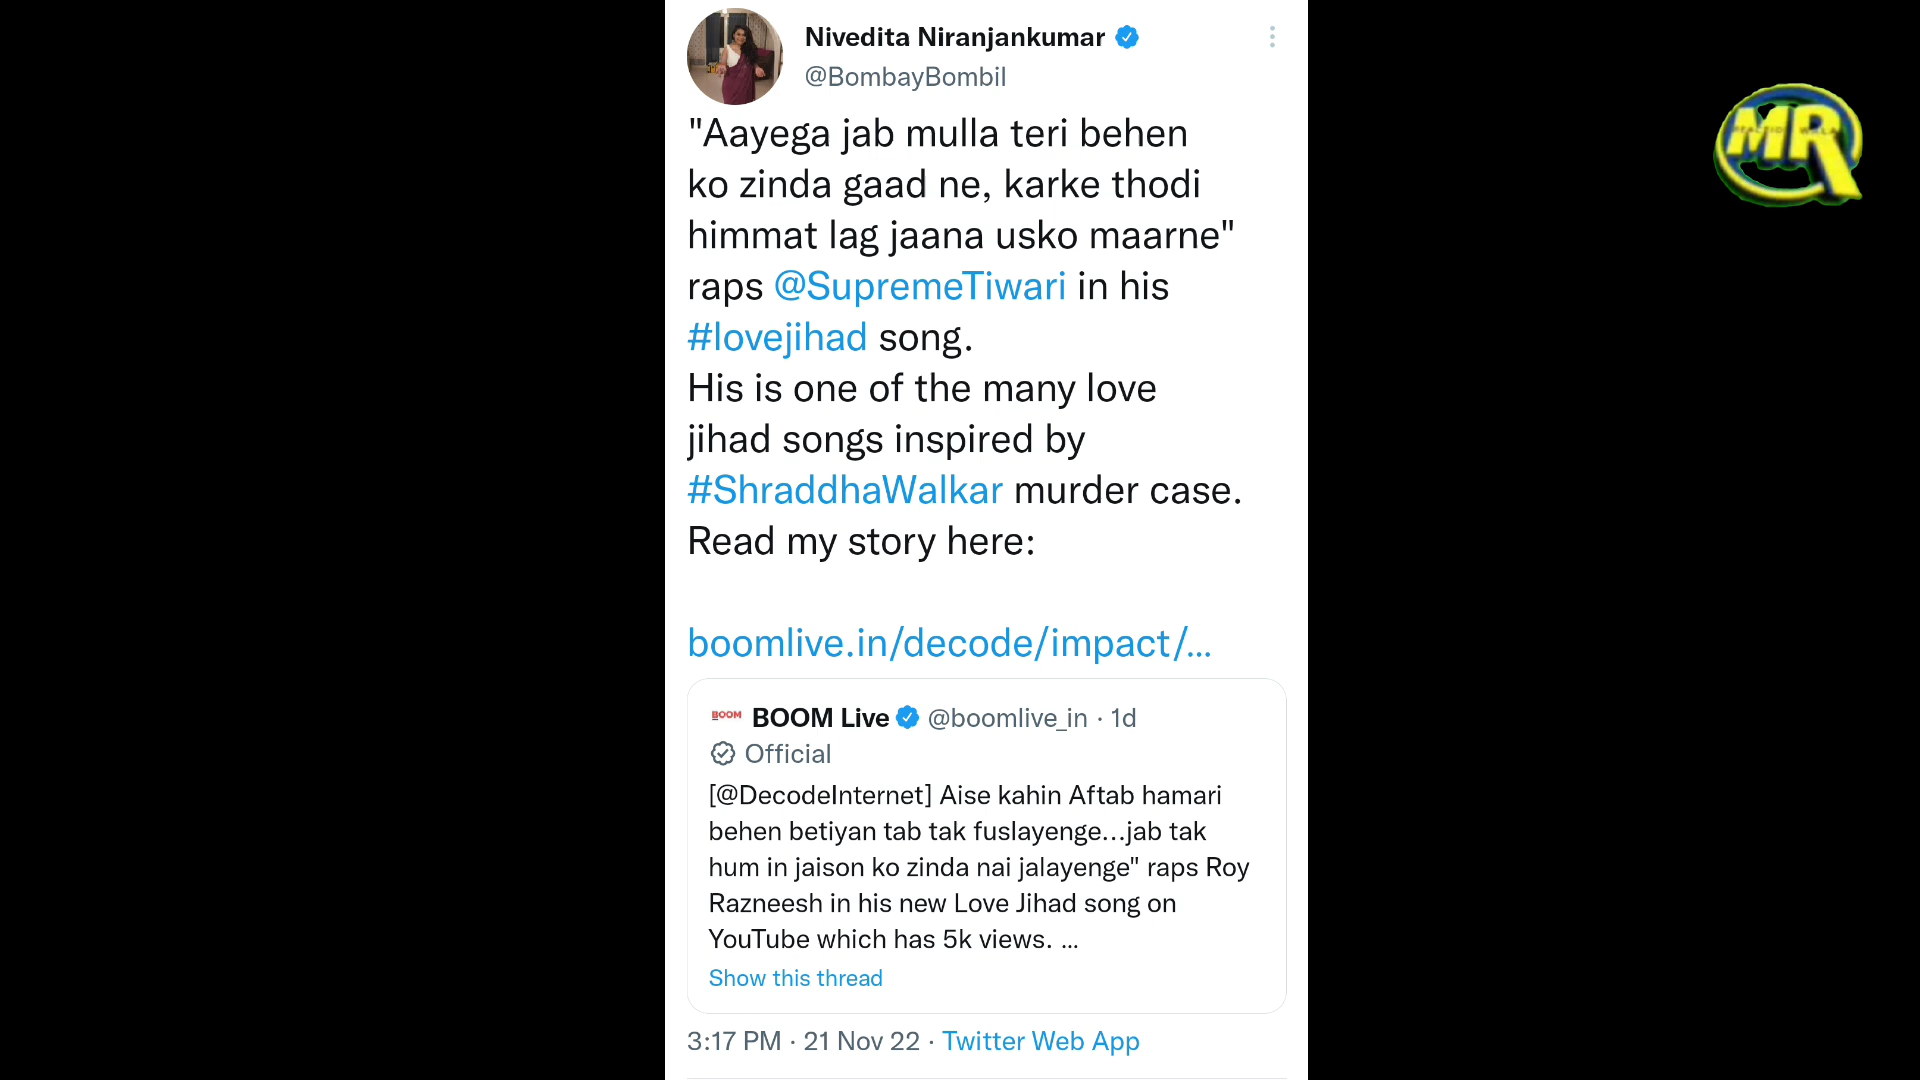 Nivedita Niranjankumar
@BombayBombil
"Aayega jab mulla teri behen
ko zinda gaad ne, karke thodi
himmat lag jaana usko maarne"
raps @SupremeTiwari in his
#lovejihad song.
His is one of the many love
jihad songs inspired by
#ShraddhaWalkar murder case.
Read my story here:
boomlive.in/decode/impact/...
BOOM BOOM Live @boomlive_in · 1d
Official
[@DecodeInternet] Aise kahin Aftab hamari
behen betiyan tab tak fuslayenge...jab tak
hum in jaison ko zinda nai jalayenge" raps Roy
Razneesh in his new Love Jihad song on
YouTube which has 5k views. ...
Show this thread
3:17 PM · 21 Nov 22 · Twitter Web App
MR
REACTION WALA